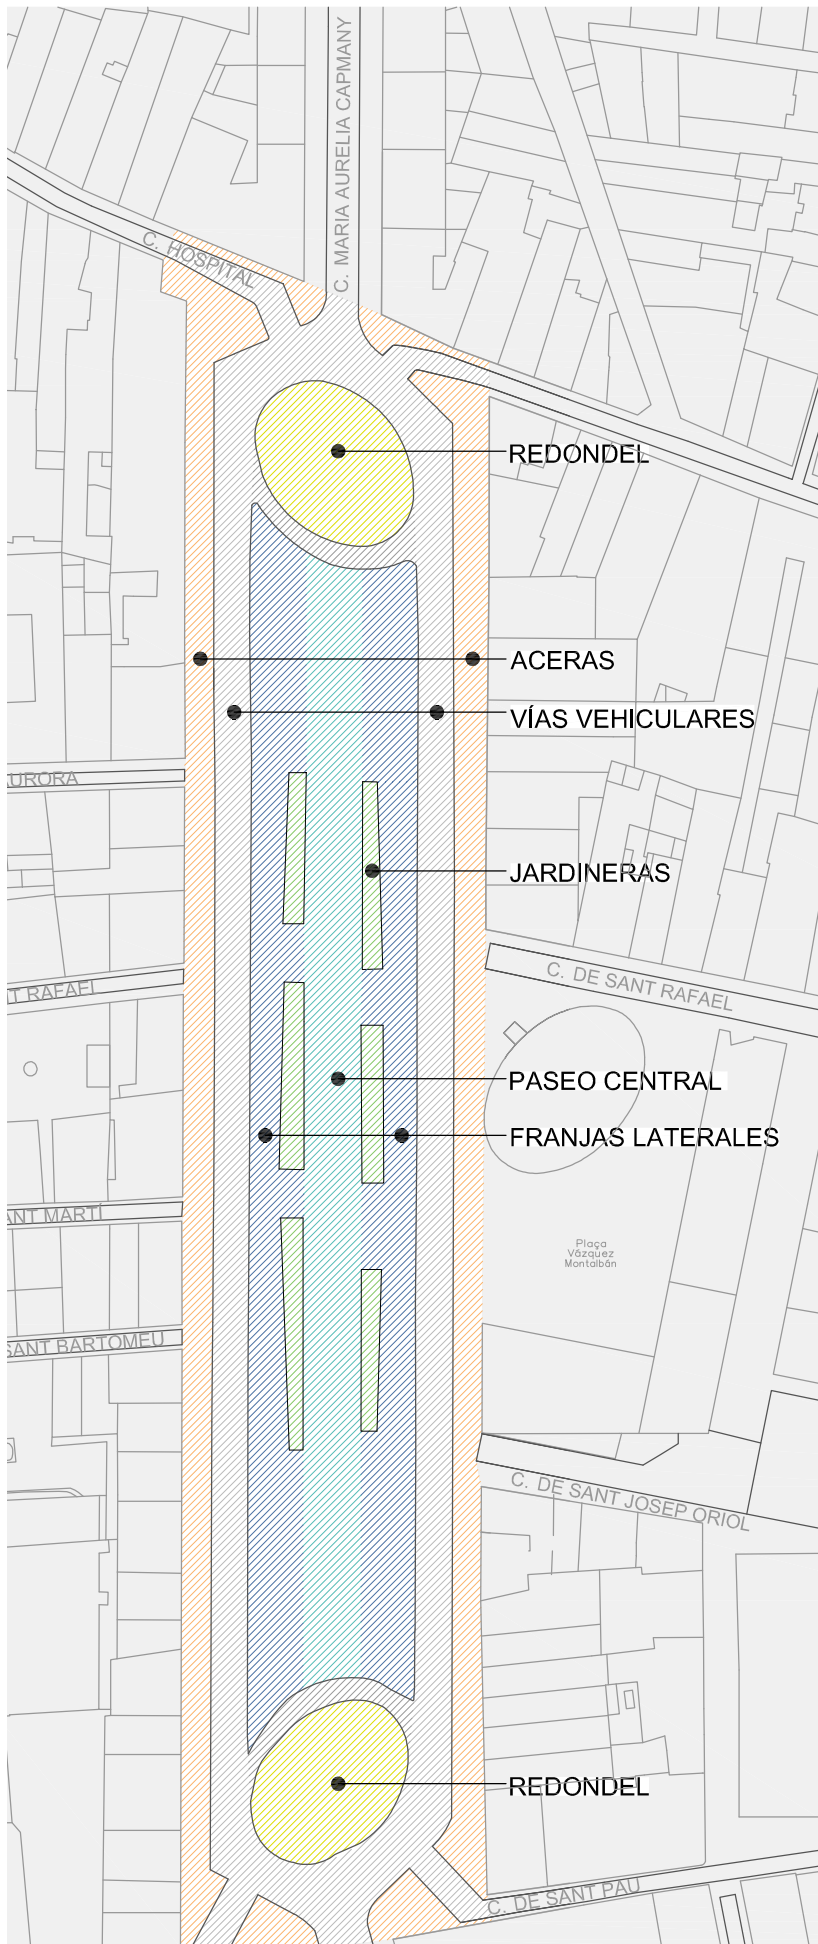 C. MARIA AURELIA CAPMANY
C. HOSPITAL
REDONDEL
ACERAS
VÍAS VEHICULARES
AURORA
JARDINERAS
C. DE SANT RAFAEL
T RAFAEL
PASEO CENTRAL
FRANJAS LATERALES
ANT MARTÍ
Plaça
Vázquez
Montalbán
SANT BARTOMEU
C. DE SANT JOSEP ORIOL
REDONDEL
C. DE SANT PAU